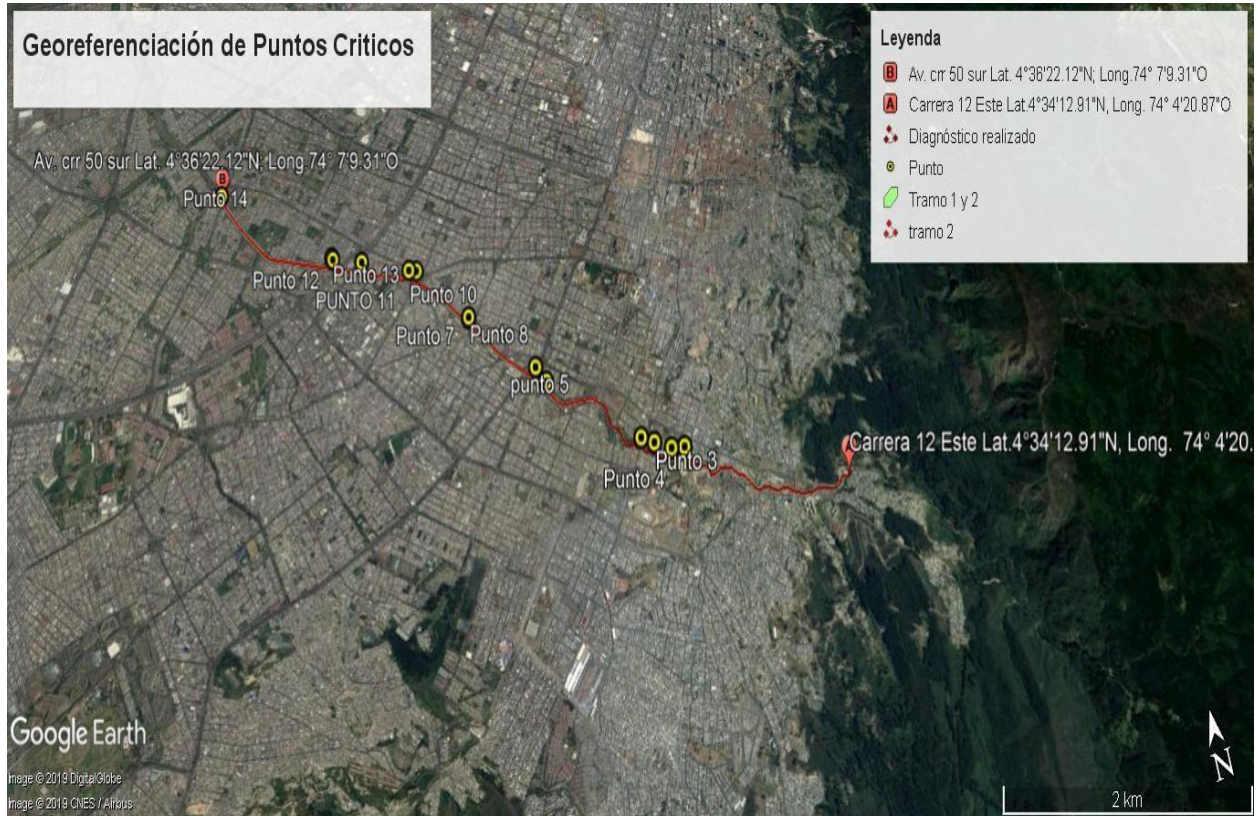 Georeferenciación de Puntos Criticos
Leyenda
B Av. crr 50 sur Lat. 4°36'22.12"N; Long.74° 7'9.31"O
A Carrera 12 Este Lat.4°34'12.91"N, Long. 74° 4'20.87"O
Diagnóstico realizado
Punto
Tramo 1 y 2
tramo 2
Av. crr 50 sur Lat. 4°36'22.12"N; Long.74° 7'9.31"O
B
Punto 14
Punto 12
Punto 13
PUNTO 11
Punto 10
Punto 7
Punto 8
punto 5
Carrera 12 Este Lat.4°34'12.91"N, Long. 74° 4'20.
Punto 3
Punto 4
Google Earth
Image © 2019 DigitalGlobe
Image © 2019 CNES / Airbus
N
2 km